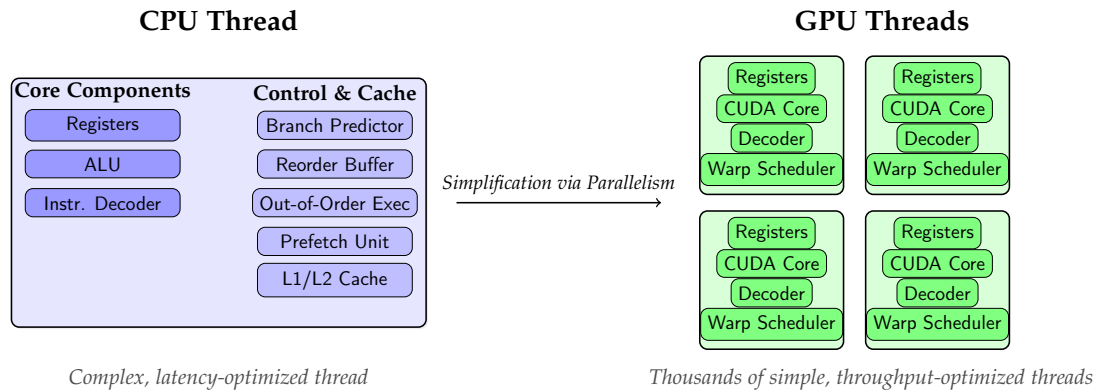 CPU Thread
Core Components
Registers
ALU
Instr. Decoder
Control & Cache
Branch Predictor
Reorder Buffer
Out-of-Order Exec
Prefetch Unit
L1/L2 Cache
Complex, latency-optimized thread
Simplification via Parallelism
GPU Threads
Registers
CUDA Core
Decoder
Warp Scheduler
Registers
CUDA Core
Decoder
Warp Scheduler
Registers
CUDA Core
Decoder
Warp Scheduler
Registers
CUDA Core
Decoder
Warp Scheduler
Thousands of simple, throughput-optimized threads